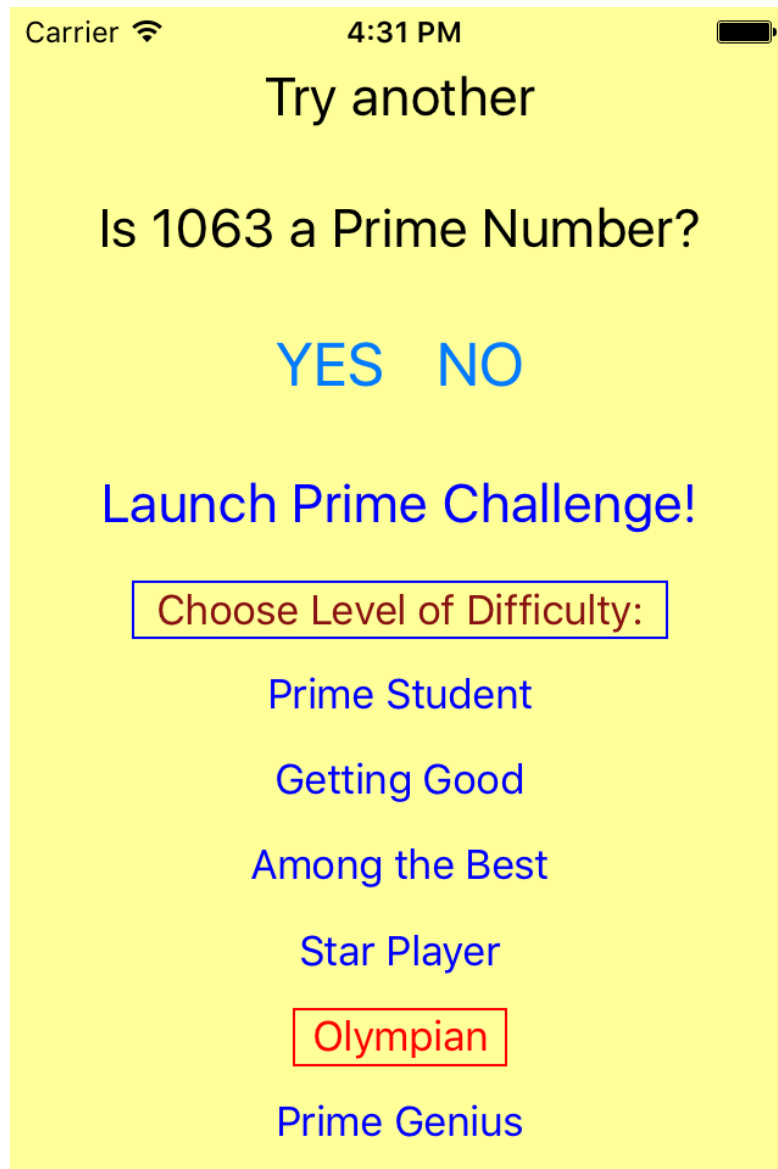 Carrier 4:31 PM
Try another
Is 1063 a Prime Number?
YES NO
Launch Prime Challenge!
Choose Level of Difficulty:
Prime Student
Getting Good
Among the Best
Star Player
Olympian
Prime Genius